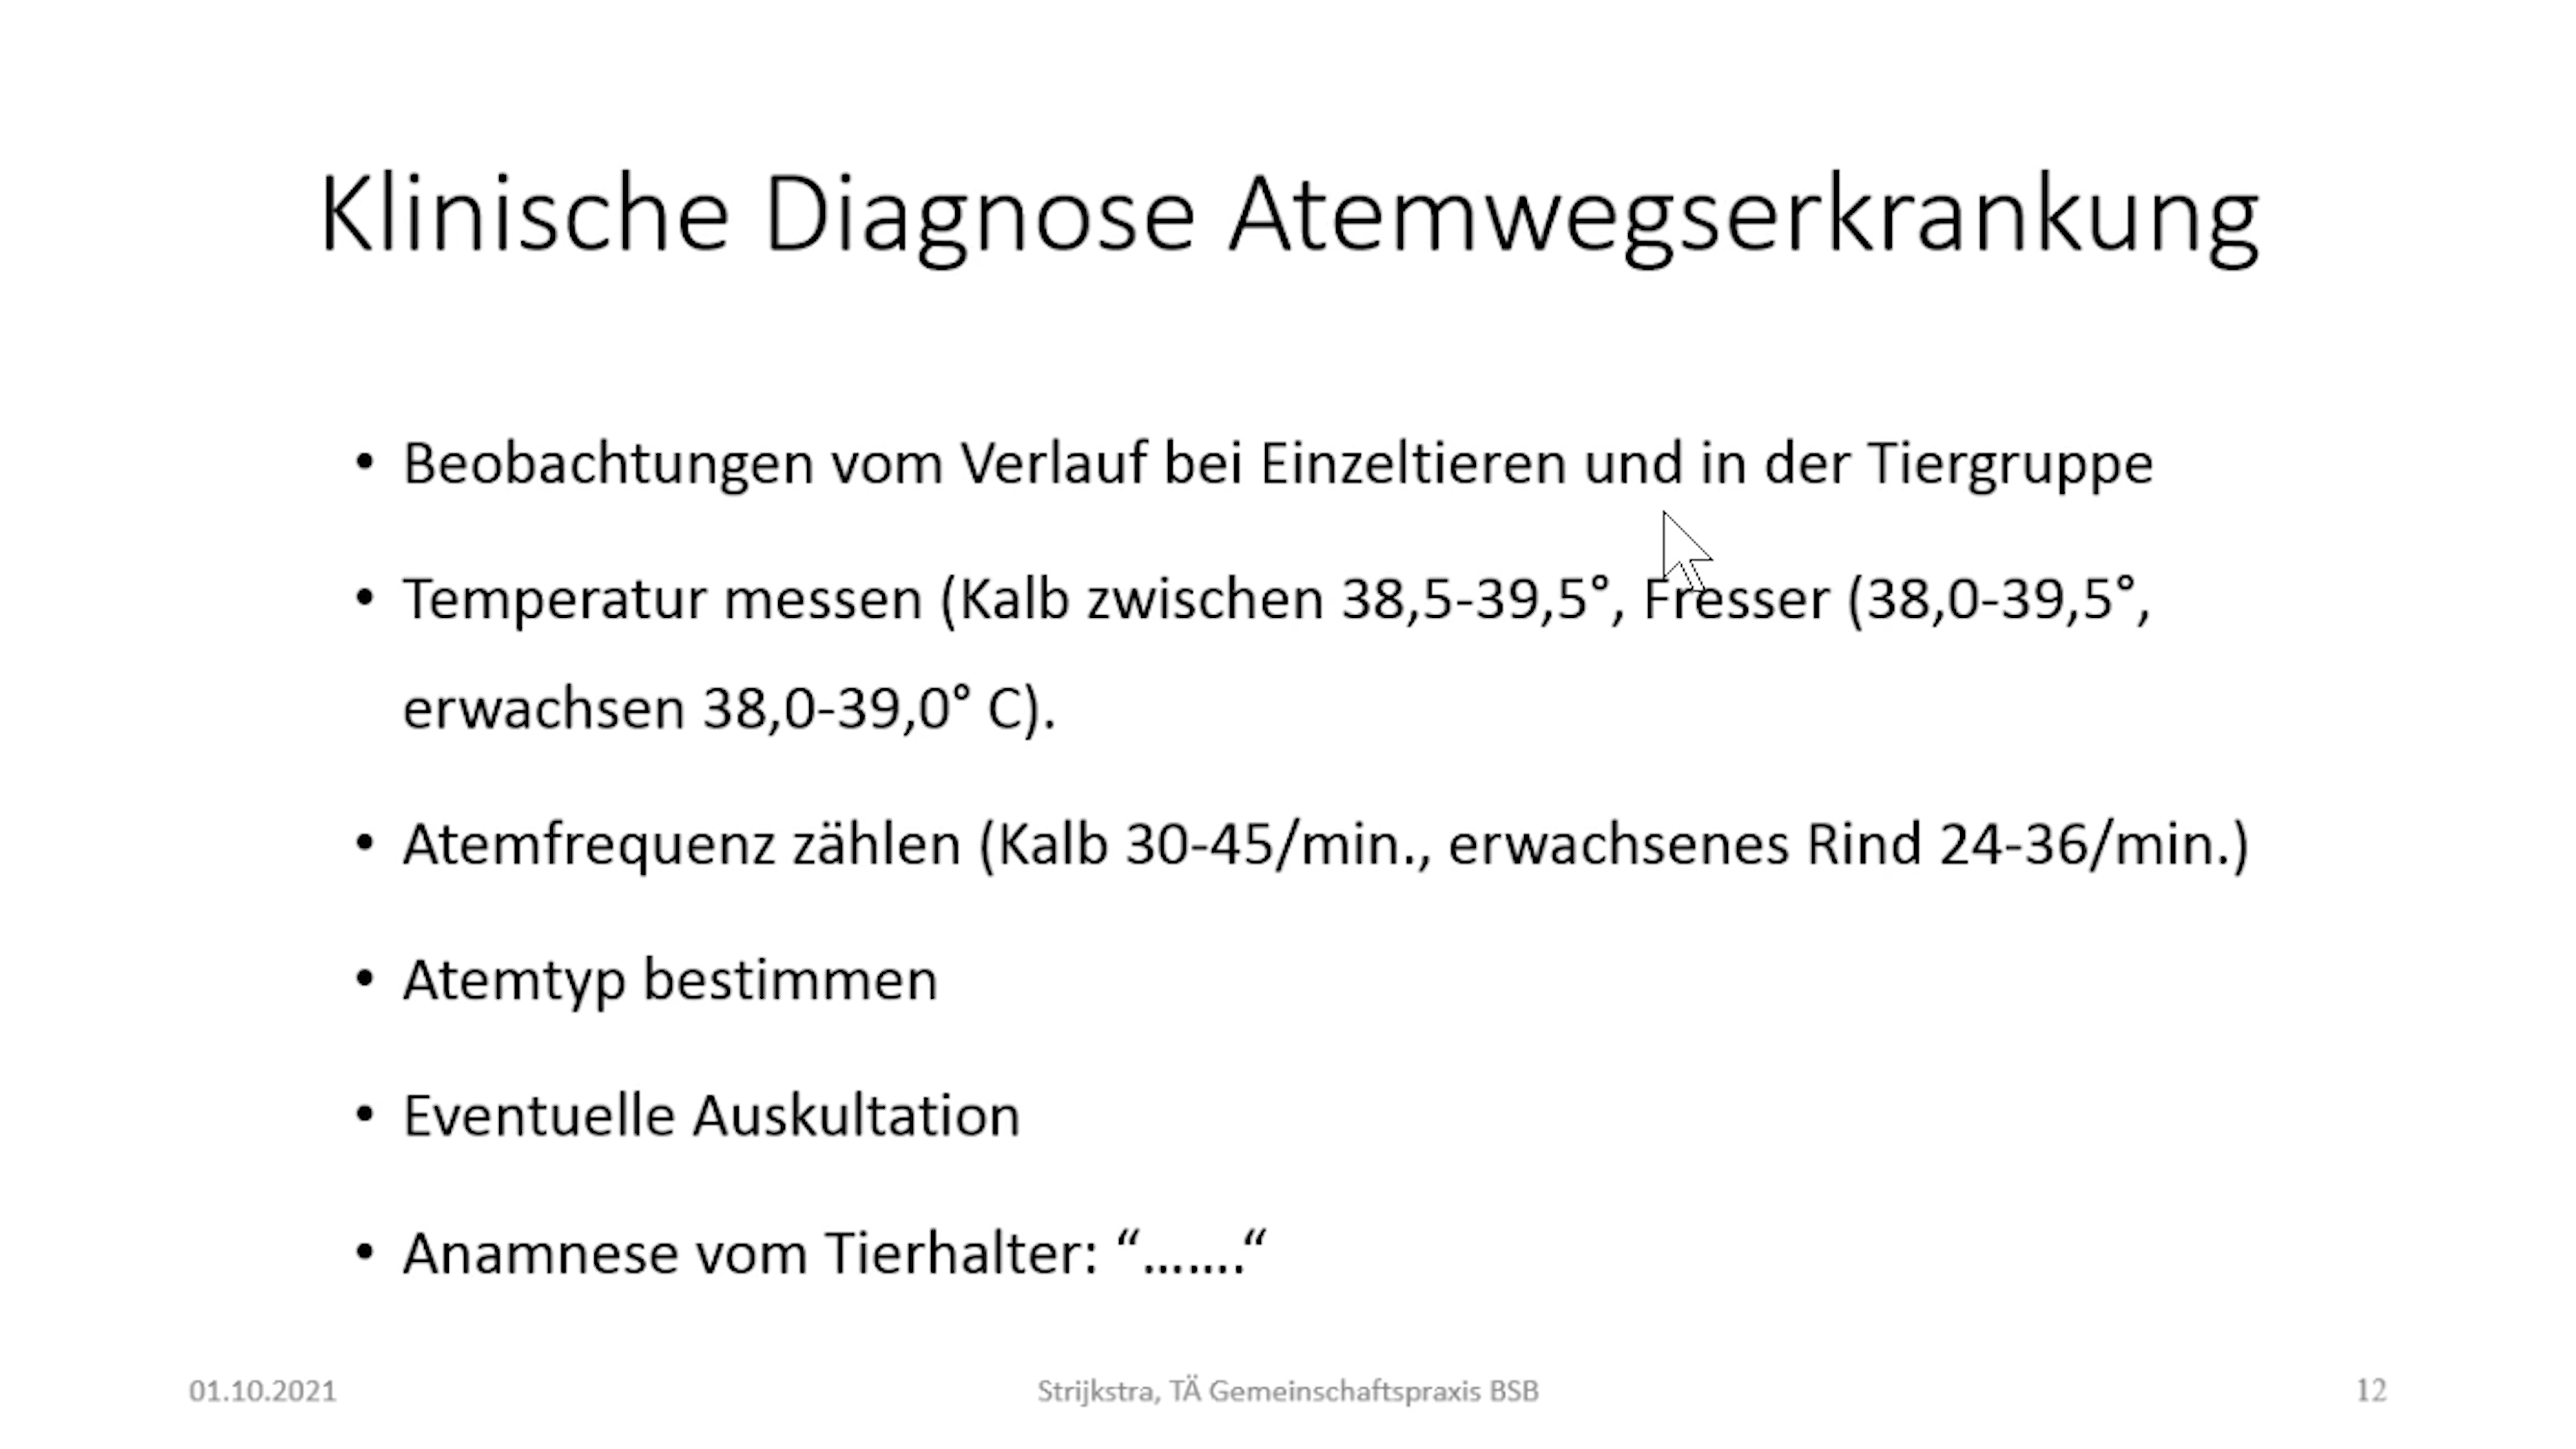 Klinische Diagnose Atemwegserkrankung
• Beobachtungen vom Verlauf bei Einzeltieren und in der Tiergruppe
• Temperatur messen (Kalb zwischen 38,5-39,5°, Fresser (38,0-39,5°,
erwachsen 38,0-39,0° C).
• Atemfrequenz zählen (Kalb 30-45/min., erwachsenes Rind 24-36/min.)
• Atemtyp bestimmen
• Eventuelle Auskultation
• Anamnese vom Tierhalter: “…….“
01.10.2021
Strijkstra, TÄ Gemeinschaftspraxis BSB
12